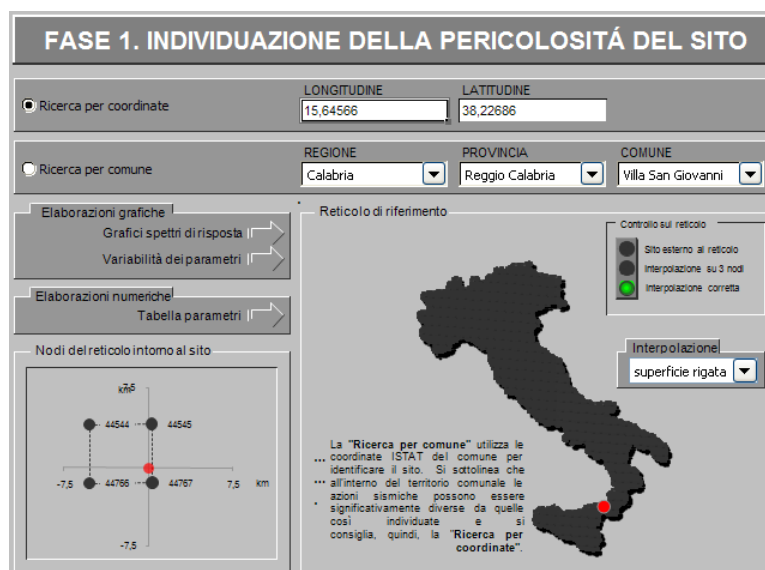 FASE 1. INDIVIDUAZIONE DELLA PERICOLOSITÁ DEL SITO
LONGITUDINE LATITUDINE
Ricerca per coordinate 15,64566 38,22686
REGIONE PROVINCIA COMUNE
Ricerca per comune Calabria Reggio Calabria Villa San Giovanni
Elaborazioni grafiche
Grafici spettri di risposta
Variabilità dei parametri
Elaborazioni numeriche
Tabella parametri
Nodi del reticolo intorno al sito
km 7,5
44544 44545
-7,5 44766 44767 7,5 km
-7,5
Reticolo di riferimento
Controllo sul reticolo
Sito esterno al reticolo
Interpolazione su 3 nodi
Interpolazione corretta
Interpolazione
superficie rigata
La "Ricerca per comune" utilizza le
coordinate ISTAT del comune per
identificare il sito. Si sottolinea che
all'interno del territorio comunale le
azioni sismiche possono essere
significativamente diverse da quelle
così individuate e si
consiglia, quindi, la "Ricerca per
coordinate".